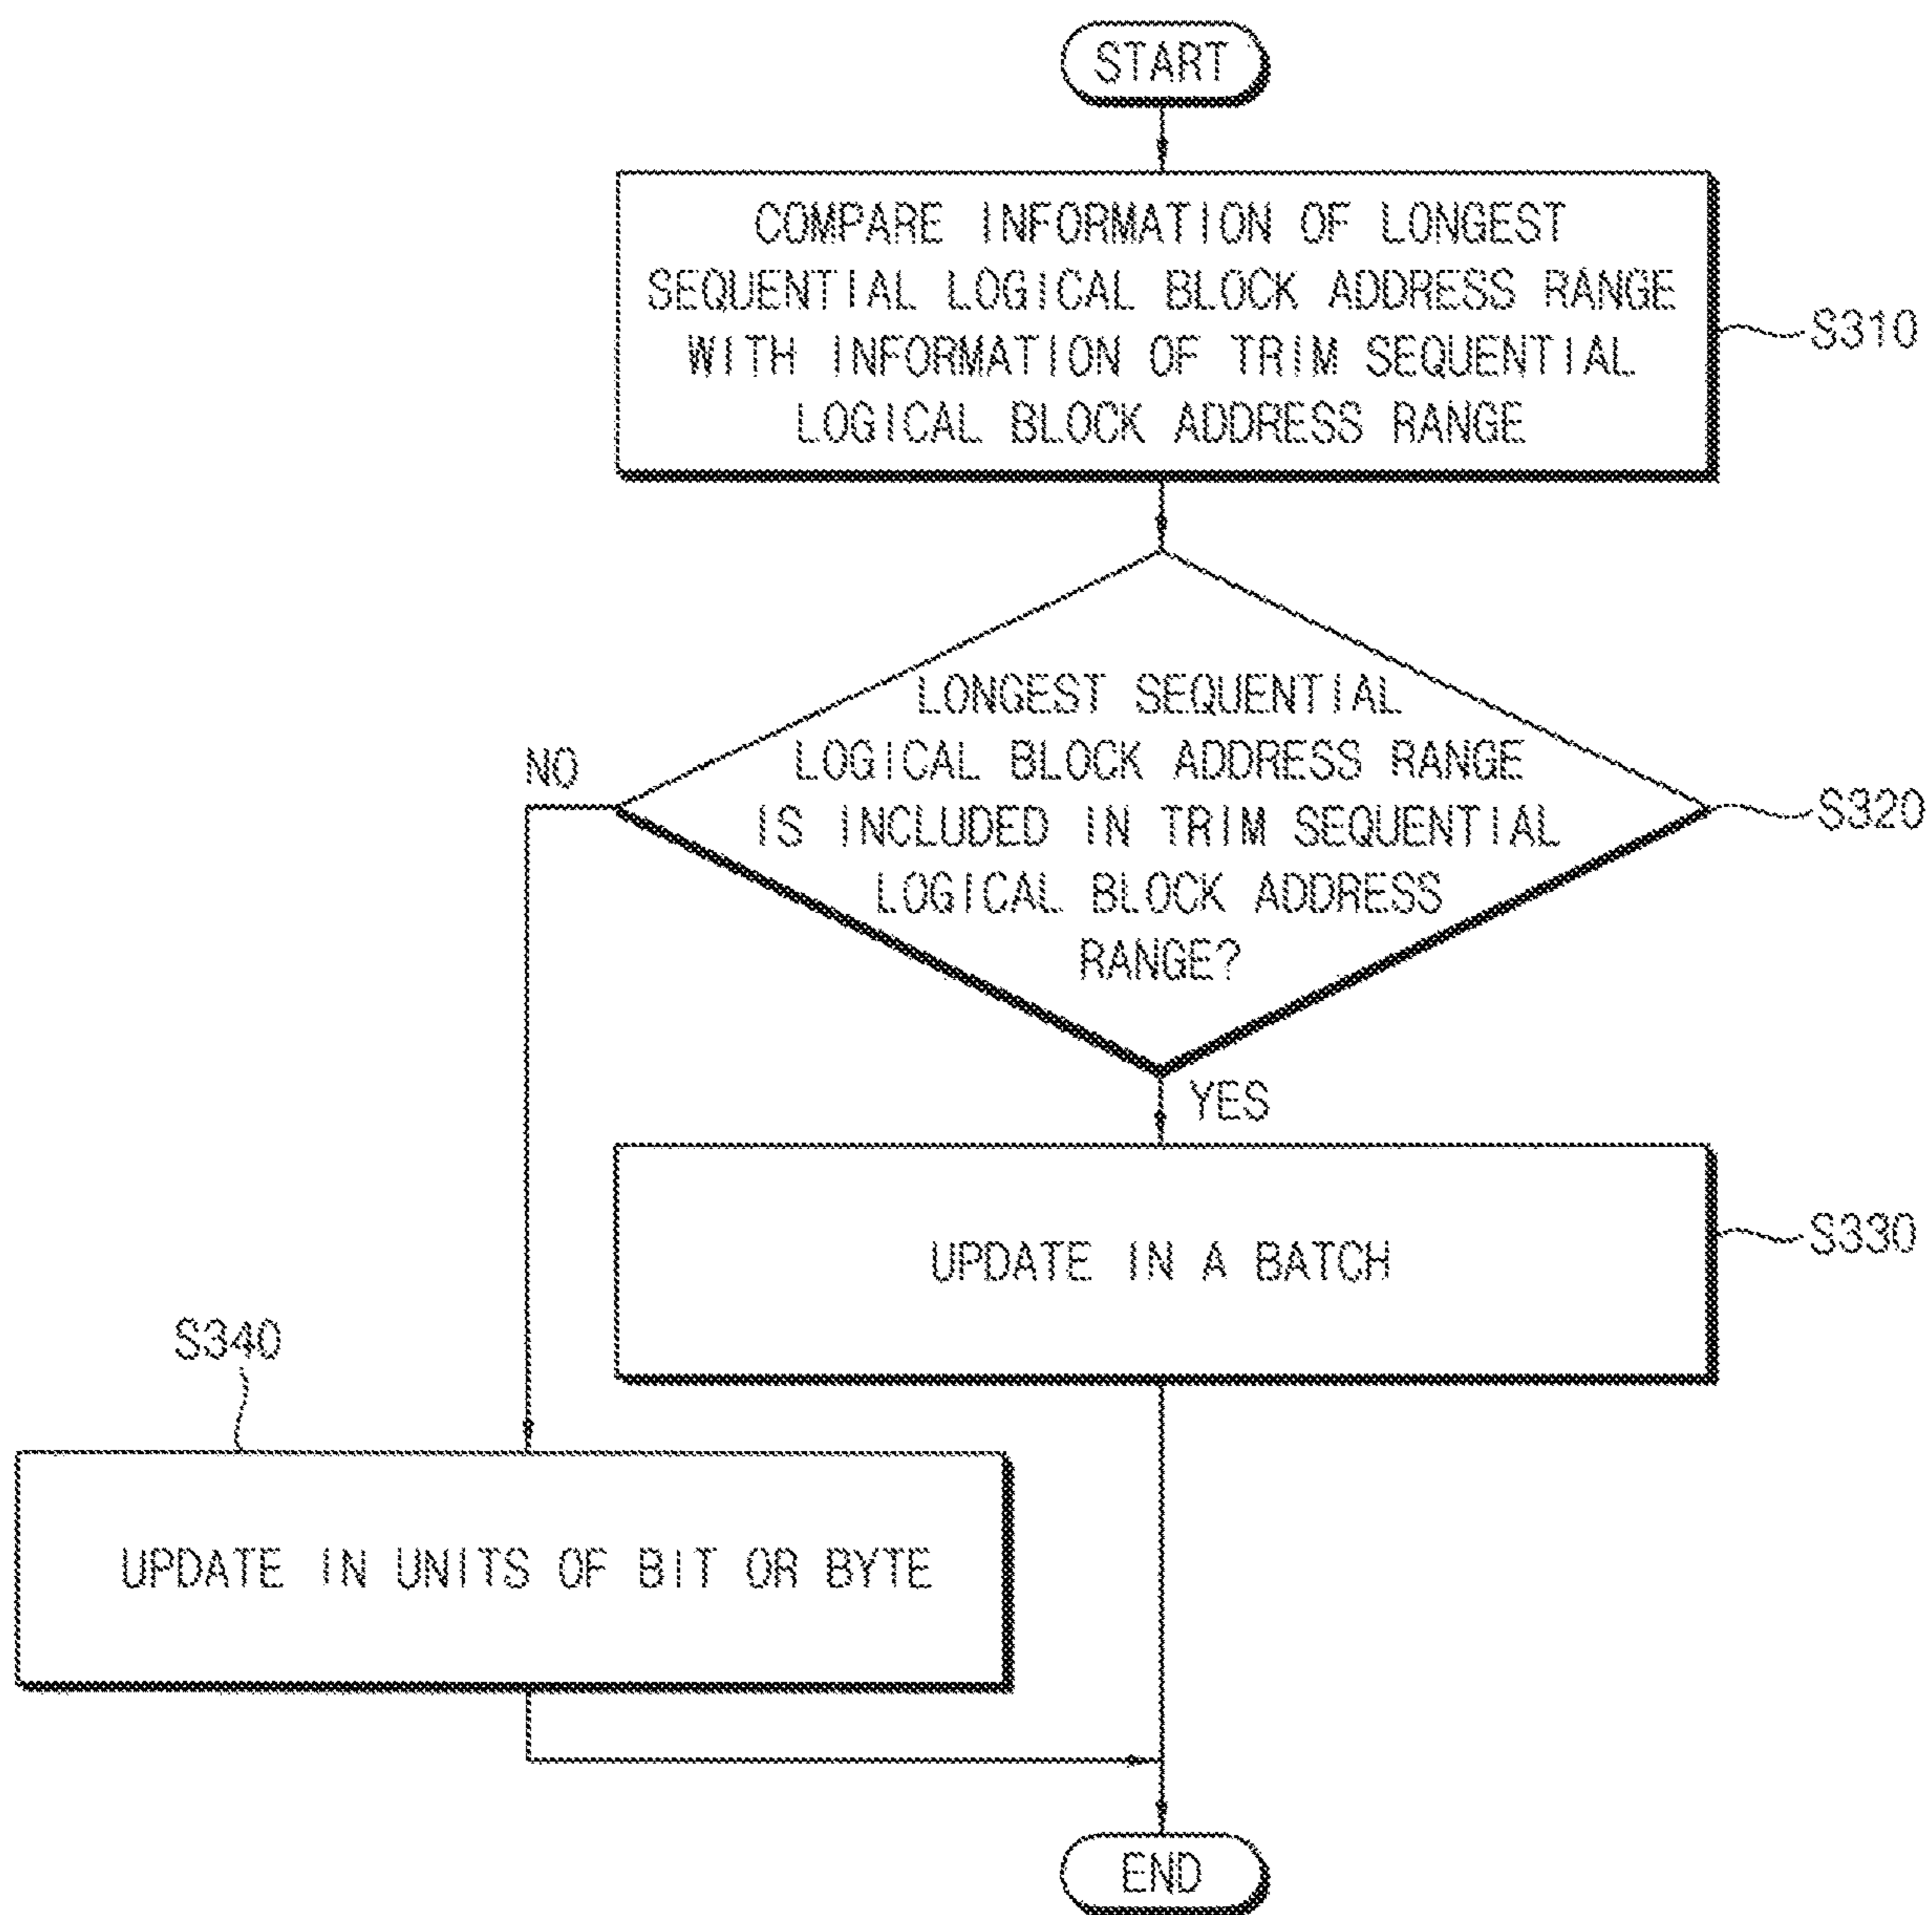 START
COMPARE INFORMATION OF LONGEST
SEQUENTIAL LOGICAL BLOCK ADDRESS RANGE
WITH INFORMATION OF TRIM SEQUENTIAL
LOGICAL BLOCK ADDRESS RANGE
S310
LONGEST SEQUENTIAL
LOGICAL BLOCK ADDRESS RANGE
IS INCLUDED IN TRIM SEQUENTIAL
LOGICAL BLOCK ADDRESS
RANGE?
NO
S320
YES
UPDATE IN A BATCH
S330
S340
UPDATE IN UNITS OF BIT OR BYTE
END